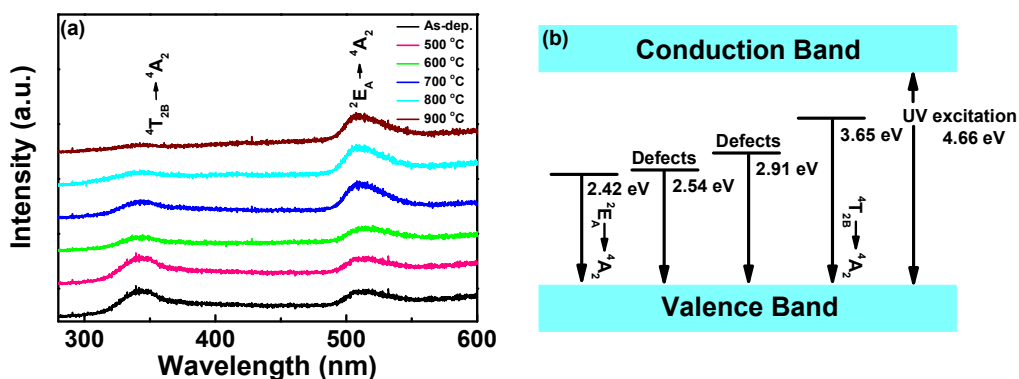 (a)
Intensity (a.u.)
⁴T₂B → ⁴A₂
²E_A → ⁴A₂
As-dep.
500 °C
600 °C
700 °C
800 °C
900 °C
300 400 500 600
Wavelength (nm)
(b)
Conduction Band
UV excitation
4.66 eV
3.65 eV
Defects
2.91 eV
Defects
2.54 eV
2.42 eV
²E_A → ⁴A₂
⁴T₂B → ⁴A₂
Valence Band